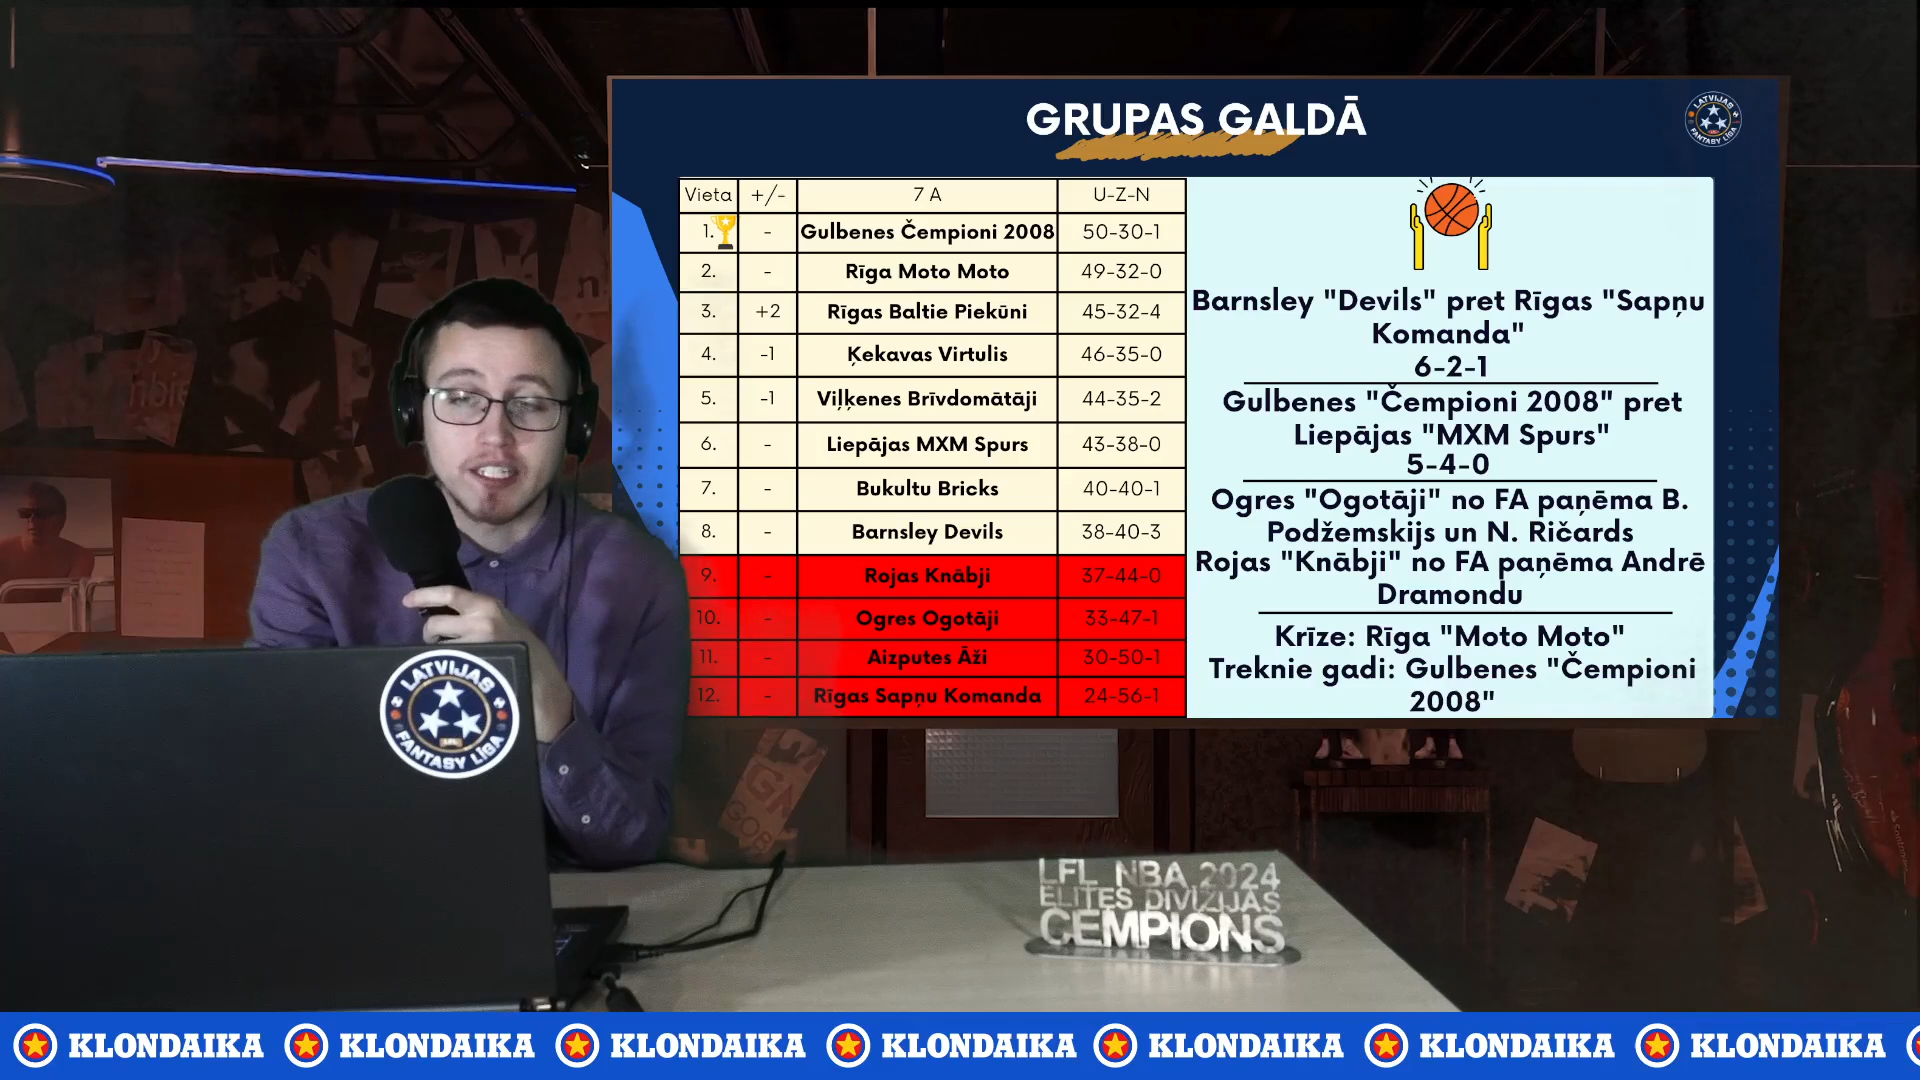 GRUPAS GALDĀ
LATVIJAS
FANTASY LĪGA
Vieta +/- 7 A U-Z-N
1. - Gulbenes Čempioni 2008 50-30-1
2. - Rīga Moto Moto 49-32-0
3. +2 Rīgas Baltie Piekūni 45-32-4
4. -1 Ķekavas Virtulis 46-35-0
5. -1 Viļķenes Brīvdomātāji 44-35-2
6. - Liepājas MXM Spurs 43-38-0
7. - Bukultu Bricks 40-40-1
8. - Barnsley Devils 38-40-3
9. - Rojas Knābji 37-44-0
10. - Ogres Ogotāji 33-47-1
11. - Aizputes Āži 30-50-1
12. - Rīgas Sapņu Komanda 24-56-1
Barnsley "Devils" pret Rīgas "Sapņu
Komanda"
6-2-1
Gulbenes "Čempioni 2008" pret
Liepājas "MXM Spurs"
5-4-0
Ogres "Ogotāji" no FA paņēma B.
Podžemskijs un N. Ričards
Rojas "Knābji" no FA paņēma Andrē
Dramondu
Krīze: Rīga "Moto Moto"
Treknie gadi: Gulbenes "Čempioni
2008"
LATVIJAS
FANTASY LĪGA
LFL NBA 2024
ELITES DIVĪZIJAS
ČEMPIONS
KLONDAIKA KLONDAIKA KLONDAIKA KLONDAIKA KLONDAIKA KLONDAIKA KLONDAIKA